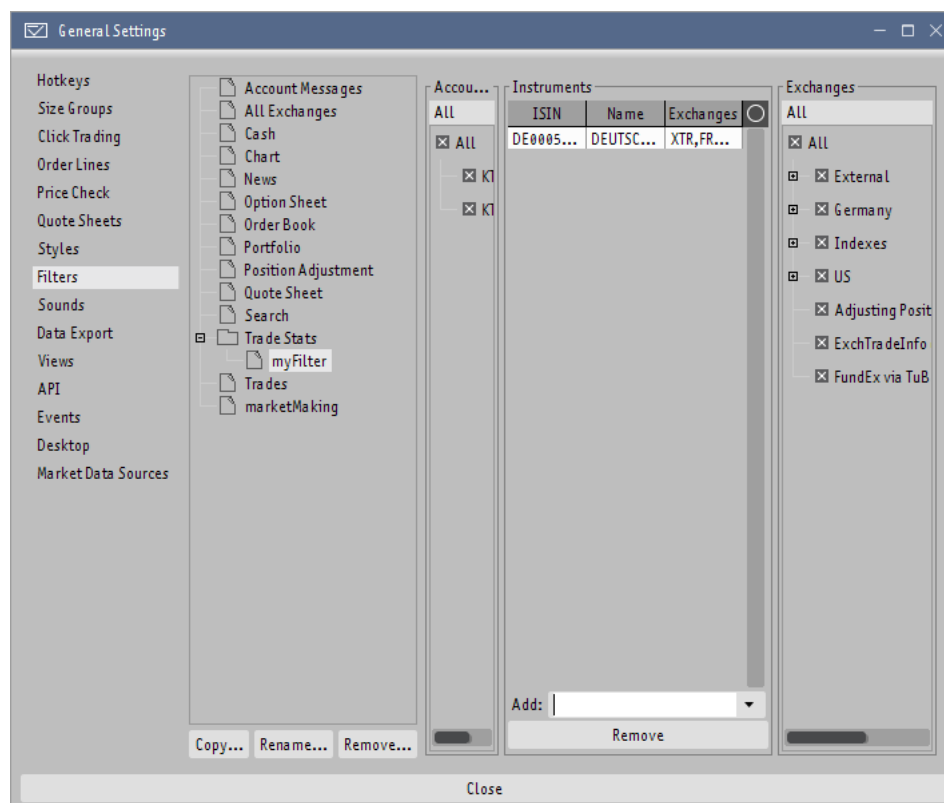 General Settings
Hotkeys
Size Groups
Click Trading
Order Lines
Price Check
Quote Sheets
Styles
Filters
Sounds
Data Export
Views
API
Events
Desktop
Market Data Sources
Account Messages
All Exchanges
Cash
Chart
News
Option Sheet
Order Book
Portfolio
Position Adjustment
Quote Sheet
Search
Trade Stats
myFilter
Trades
marketMaking
Copy... Rename... Remove...
Accou...
All
All
KT
KT
Instruments
ISIN Name Exchanges
DE0005... DEUTSC... XTR,FR...
Add:
Remove
Exchanges
All
All
External
Germany
Indexes
US
Adjusting Posit
ExchTradeInfo
FundEx via TuB
Close